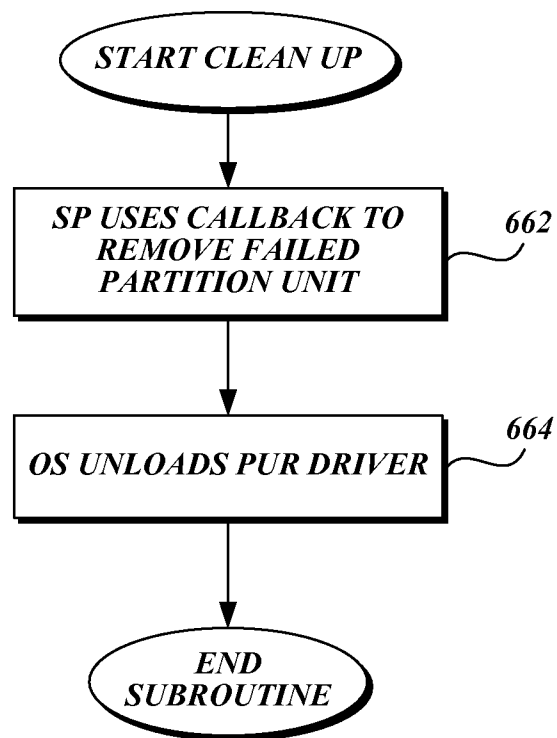 START CLEAN UP
SP USES CALLBACK TO
REMOVE FAILED
PARTITION UNIT
662
OS UNLOADS PUR DRIVER
664
END
SUBROUTINE